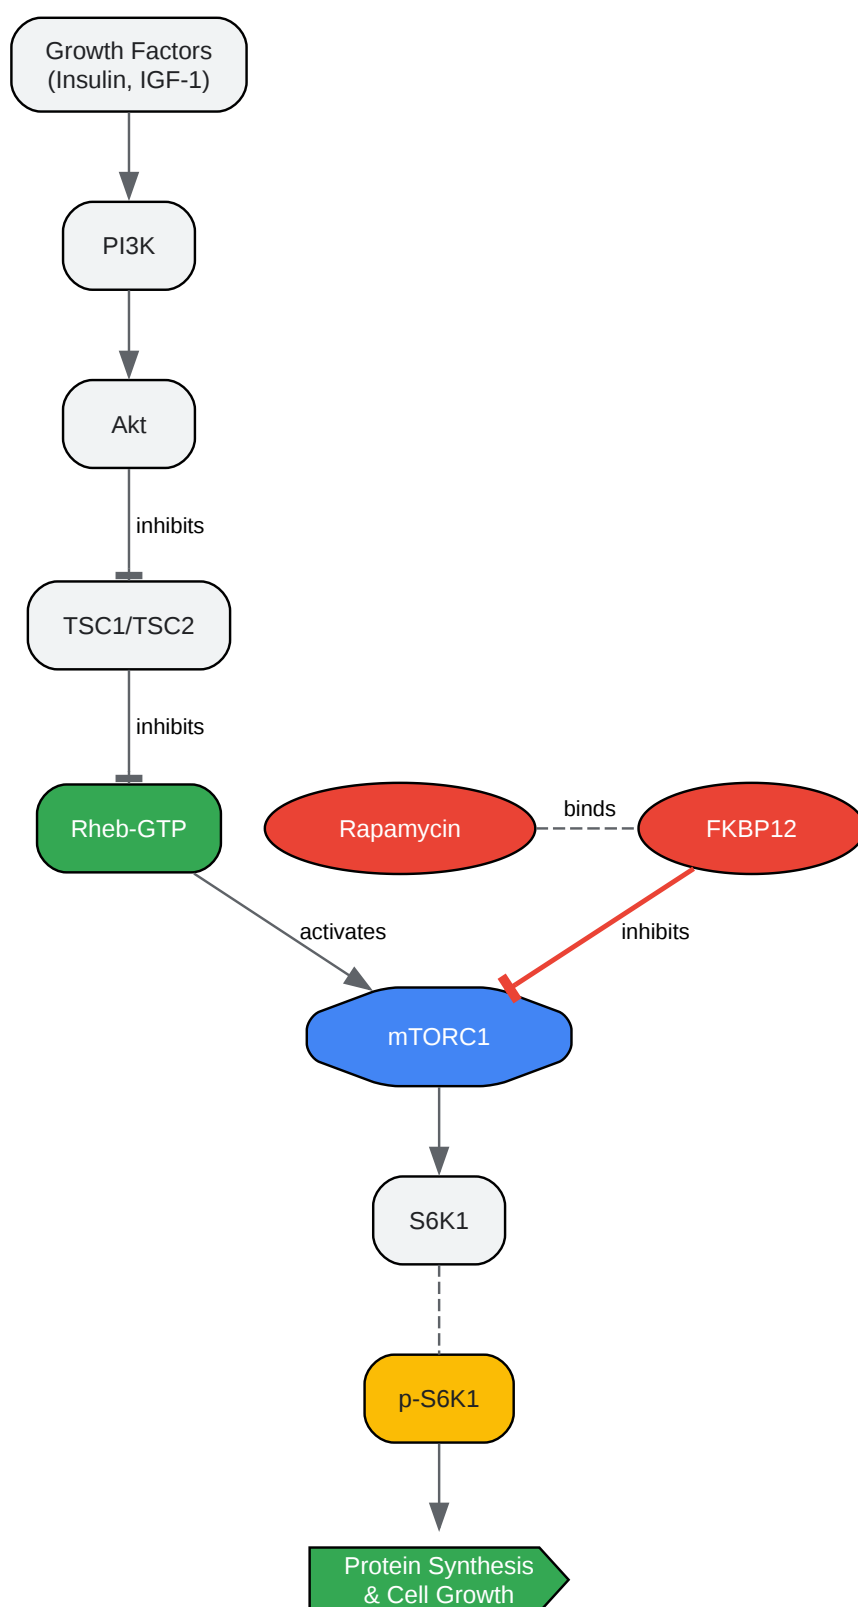 Growth Factors
(Insulin, IGF-1)
PI3K
Akt
inhibits
TSC1/TSC2
inhibits
Rheb-GTP
Rapamycin
binds
FKBP12
activates
inhibits
mTORC1
S6K1
p-S6K1
Protein Synthesis
& Cell Growth